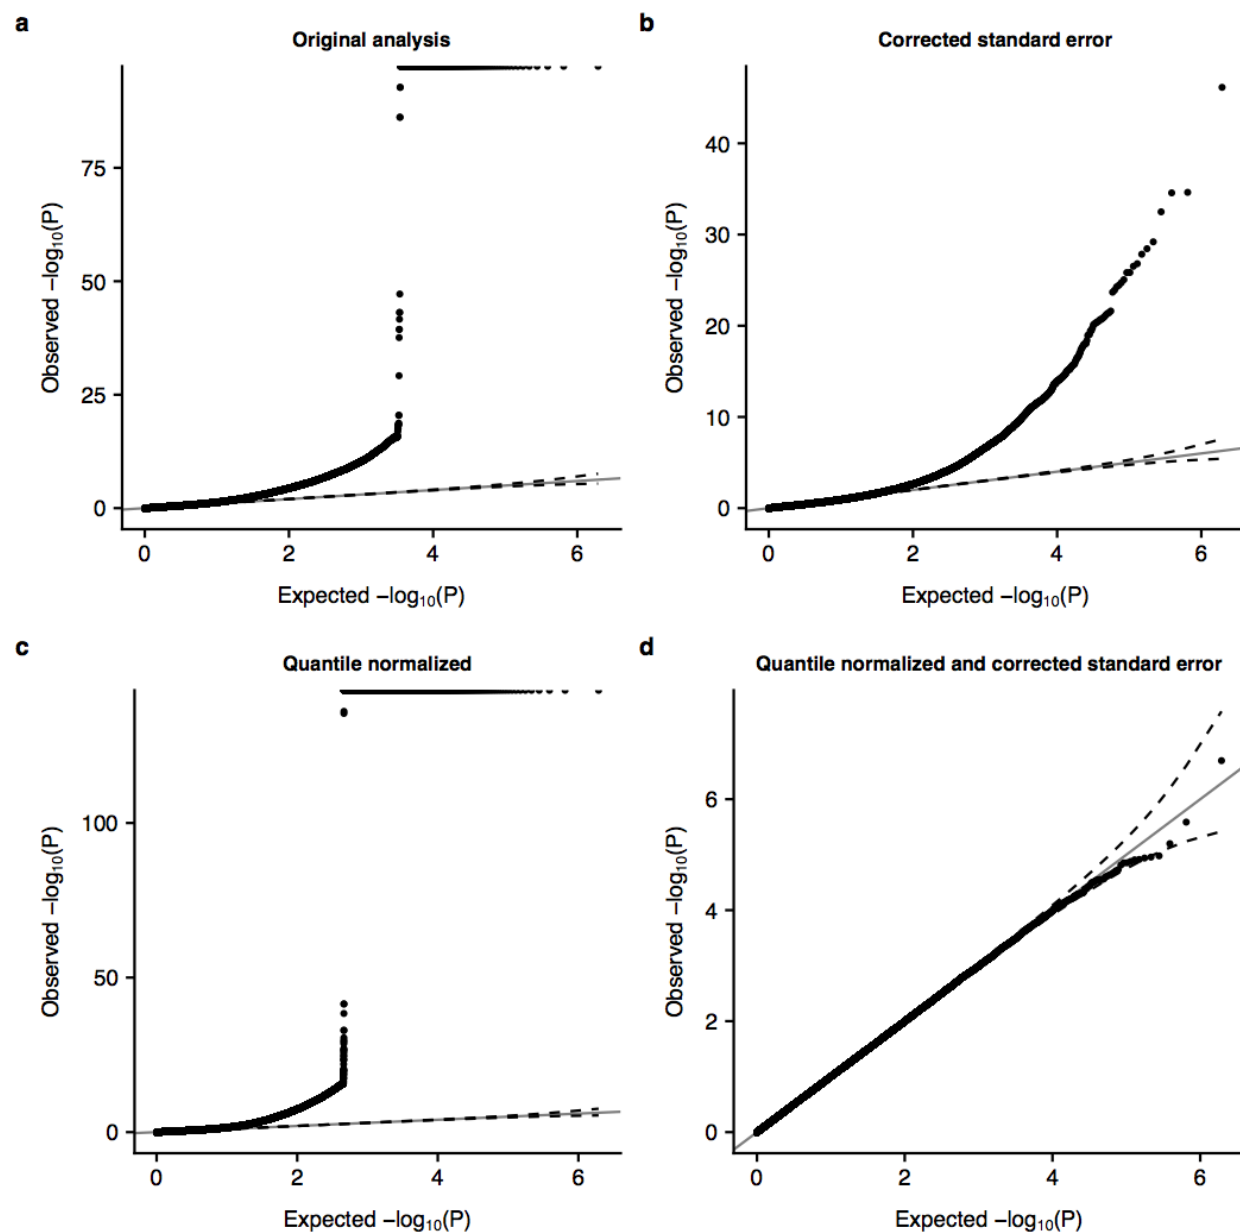 a
Original analysis
75
50
25
0
Observed −log10(P)
0 2 4 6
Expected −log10(P)
b
Corrected standard error
40
30
20
10
0
Observed −log10(P)
0 2 4 6
Expected −log10(P)
c
Quantile normalized
100
50
0
Observed −log10(P)
0 2 4 6
Expected −log10(P)
d
Quantile normalized and corrected standard error
6
4
2
0
Observed −log10(P)
0 2 4 6
Expected −log10(P)